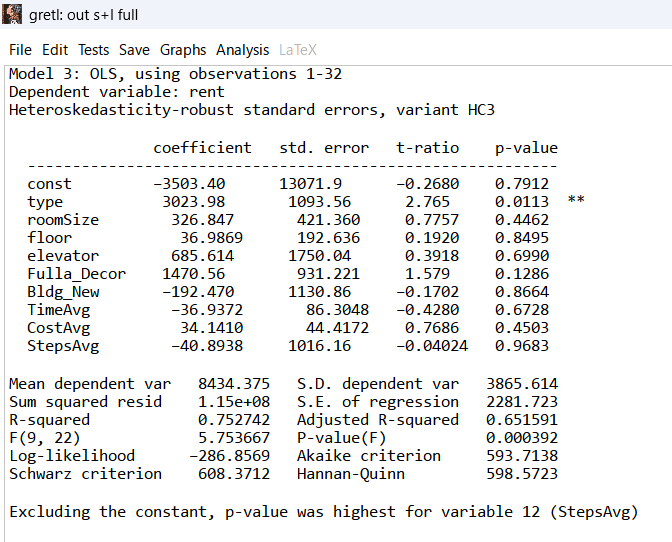 gretl: out s+l full
File Edit Tests Save Graphs Analysis LaTeX
Model 3: OLS, using observations 1-32
Dependent variable: rent
Heteroskedasticity-robust standard errors, variant HC3
coefficient std. error t-ratio p-value
-----------------------------------------------------------
const −3503.40 13071.9 −0.2680 0.7912
type 3023.98 1093.56 2.765 0.0113 **
roomSize 326.847 421.360 0.7757 0.4462
floor 36.9869 192.636 0.1920 0.8495
elevator 685.614 1750.04 0.3918 0.6990
Fulla_Decor 1470.56 931.221 1.579 0.1286
Bldg_New −192.470 1130.86 −0.1702 0.8664
TimeAvg −36.9372 86.3048 −0.4280 0.6728
CostAvg 34.1410 44.4172 0.7686 0.4503
StepsAvg −40.8938 1016.16 −0.04024 0.9683
Mean dependent var 8434.375 S.D. dependent var 3865.614
Sum squared resid 1.15e+08 S.E. of regression 2281.723
R-squared 0.752742 Adjusted R-squared 0.651591
F(9, 22) 5.753667 P-value(F) 0.000392
Log-likelihood −286.8569 Akaike criterion 593.7138
Schwarz criterion 608.3712 Hannan-Quinn 598.5723
Excluding the constant, p-value was highest for variable 12 (StepsAvg)